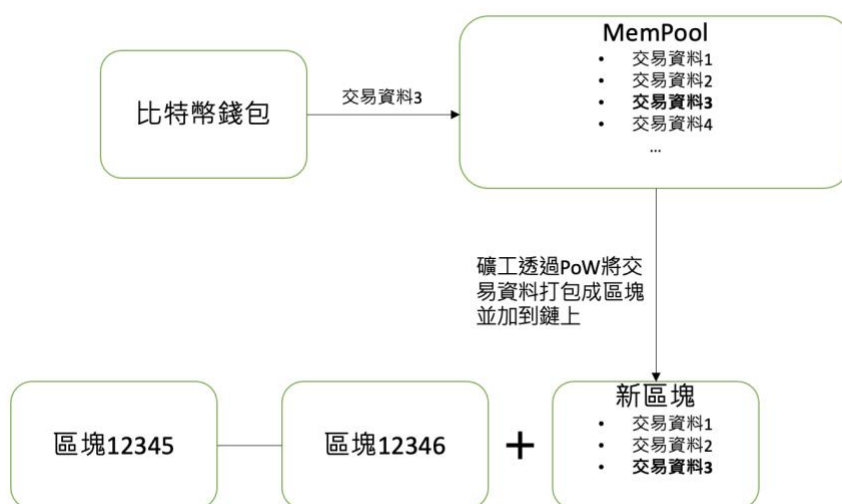 MemPool
• 交易資料1
• 交易資料2
• 交易資料3
• 交易資料4
...
比特幣錢包
交易資料3
礦工透過PoW將交
易資料打包成區塊
並加到鏈上
區塊12345
區塊12346
+
新區塊
• 交易資料1
• 交易資料2
• 交易資料3